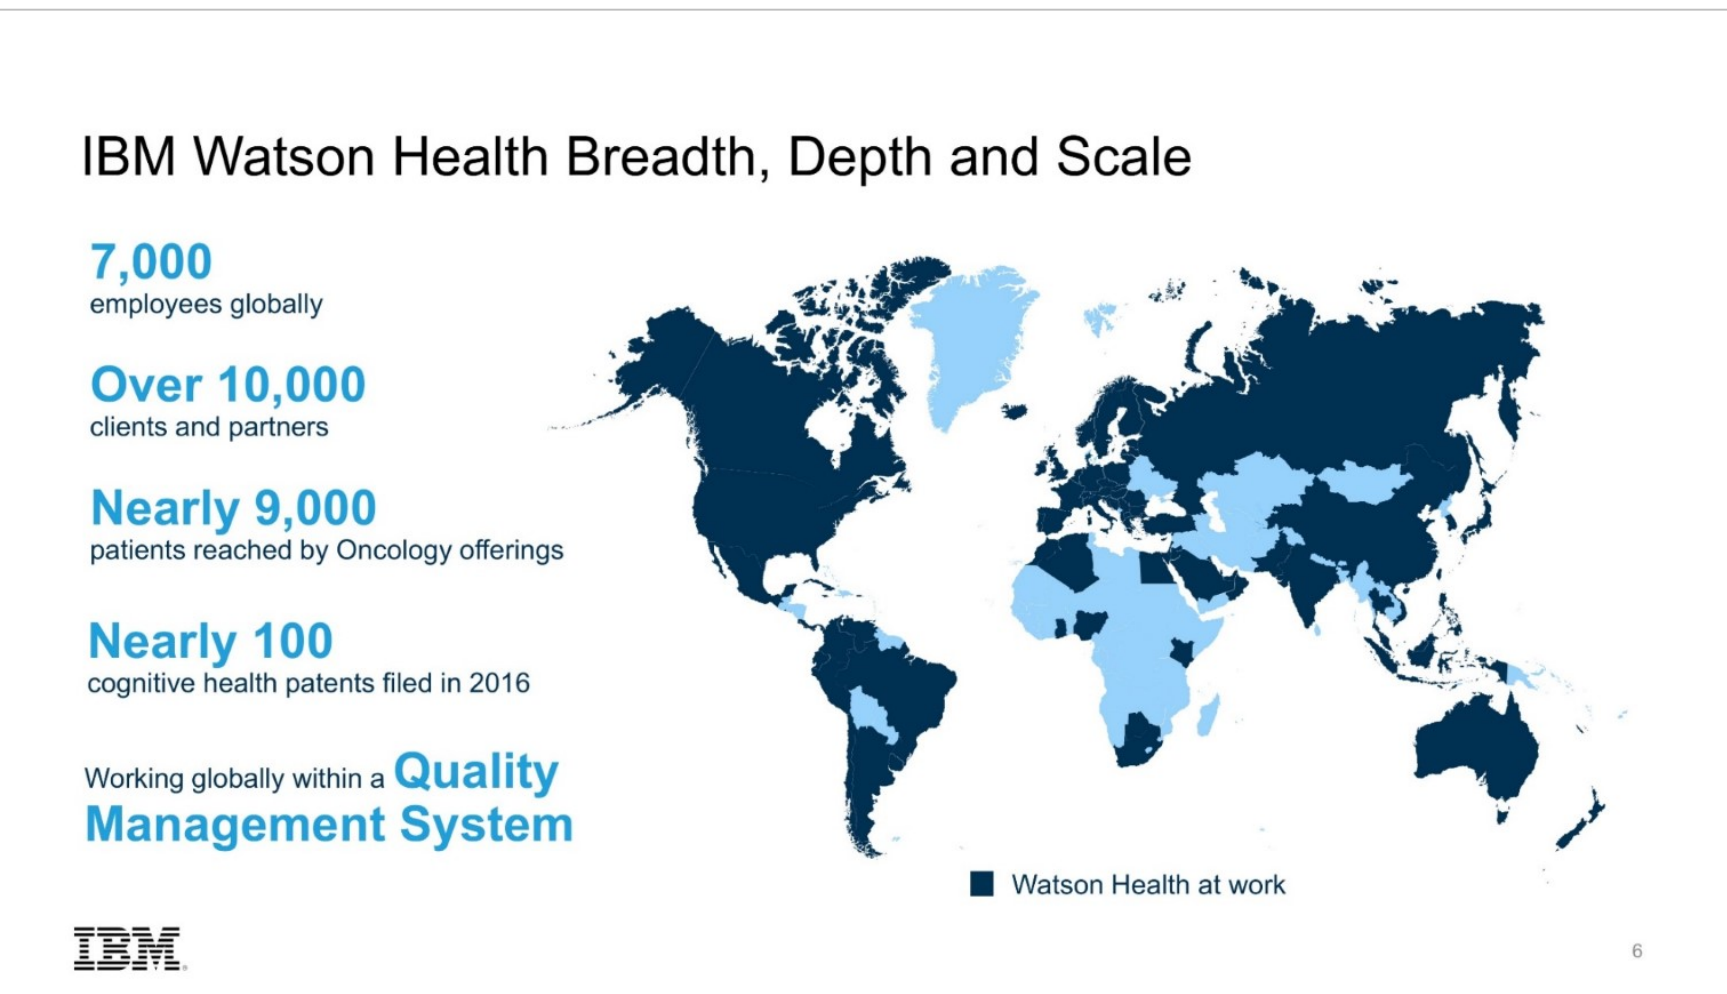 IBM Watson Health Breadth, Depth and Scale
7,000
employees globally
Over 10,000
clients and partners
Nearly 9,000
patients reached by Oncology offerings
Nearly 100
cognitive health patents filed in 2016
Working globally within a Quality
Management System
Watson Health at work
IBM®
6